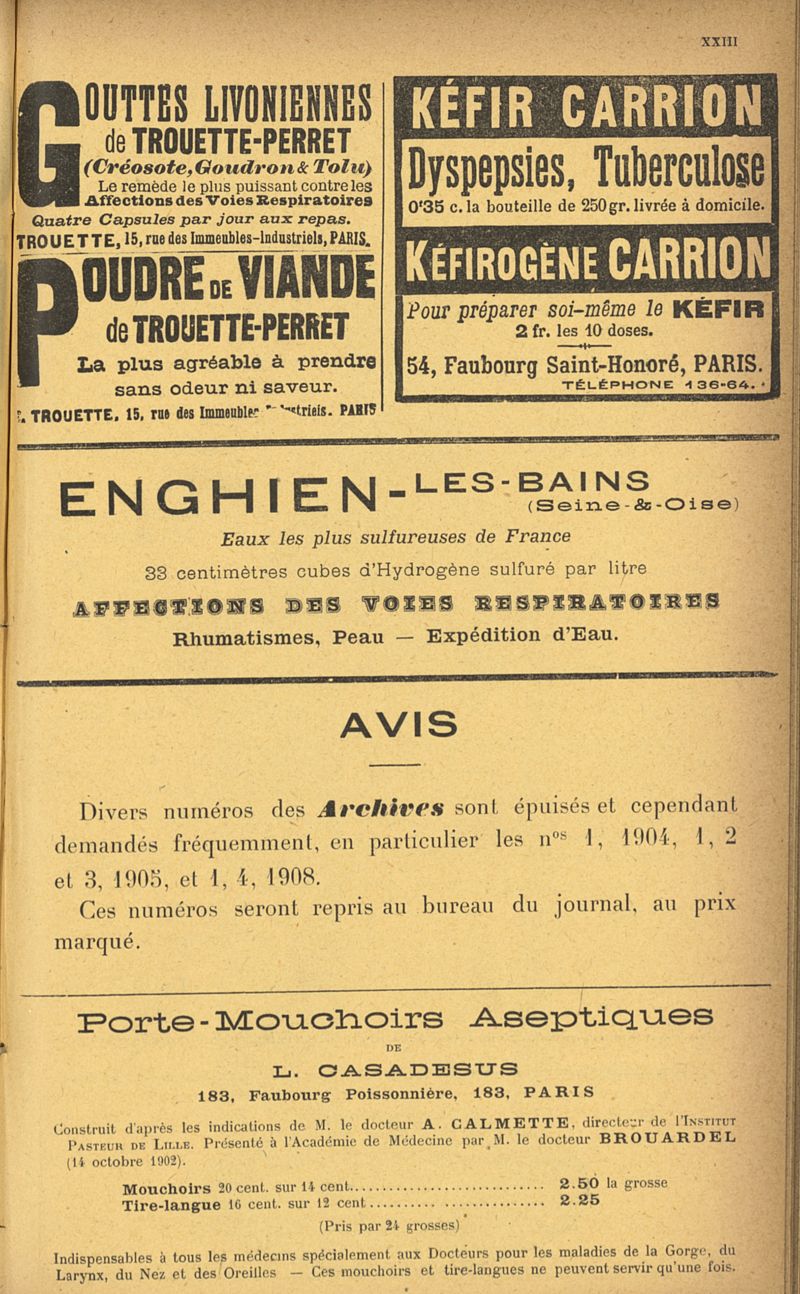 XXIII
GOUTTES LIVONIENNES
de TROUETTE-PERRET
(Créosote, Goudron & Tolu)
Le remède le plus puissant contre les
Affections des Voies Respiratoires
Quatre Capsules par jour aux repas.
TROUETTE, 15, rue des Immeubles-Industriels, PARIS.
POUDRE DE VIANDE
de TROUETTE-PERRET
La plus agréable à prendre
sans odeur ni saveur.
TROUETTE, 15, rue des PARIS
KÉFIR CARRION
Dyspepsies, Tuberculose
0'35 c. la bouteille de 250 gr. livrée à domicile.
KÉFIROGÈNE CARRION
Pour préparer soi-même le KÉFIR
2 fr. les 10 doses.
54, Faubourg Saint-Honoré, PARIS.
TÉLÉPHONE 136-64.
ENGHIEN-LES-BAINS
(Seine-&-Oise)
Eaux les plus sulfureuses de France
33 centimètres cubes d'Hydrogène sulfuré par litre
AFFECTIONS DES VOIES RESPIRATOIRES
Rhumatismes, Peau — Expédition d'Eau.
AVIS
Divers numéros des Archives sont épuisés et cependant
demandés fréquemment, en particulier les nos 1, 1904, 1, 2
et 3, 1905, et 1, 4, 1908.
Ces numéros seront repris au bureau du journal, au prix
marqué.
Porte-Mouchoirs Aseptiques
DE
L. CASADESUS
183, Faubourg Poissonnière, 183, PARIS
Construit d'après les indications de M. le docteur A. CALMETTE, directeur de l'INSTITUT
PASTEUR DE LILLE. Présenté à l'Académie de Médecine par M. le docteur BROUARDEL
(14 octobre 1902).
Mouchoirs 20 cent. sur 14 cent. 2.50 la grosse
Tire-langue 16 cent. sur 12 cent. 2.25
(Pris par 24 grosses)
Indispensables à tous les médecins spécialement aux Docteurs pour les maladies de la Gorge, du
Larynx, du Nez et des Oreilles — Ces mouchoirs et tire-langues ne peuvent servir qu'une fois.